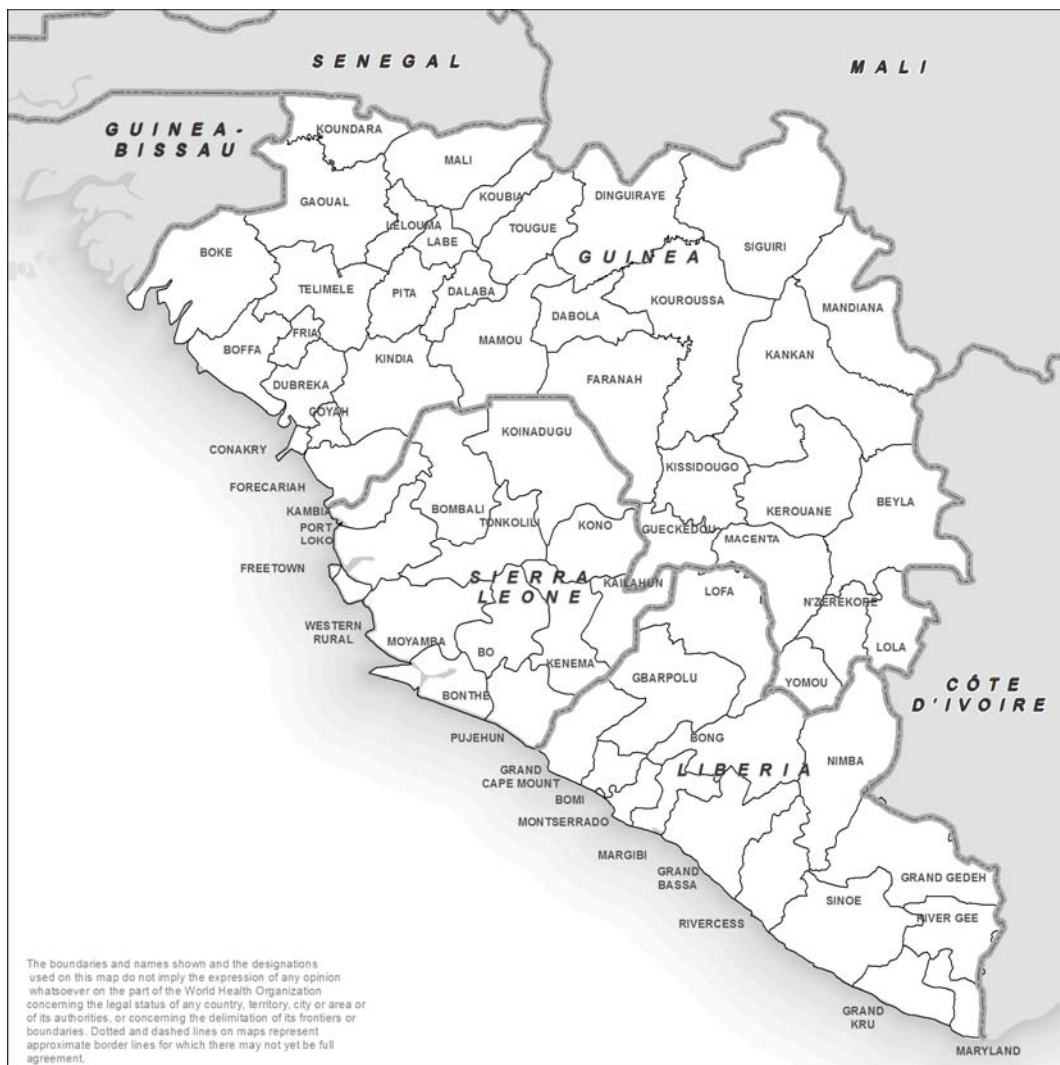 SENEGAL
MALI
GUINEA-
BISSAU
KOUNDARA
MALI
KOUBIA
DINGUIRAYE
GAOUAL
LELOUMA
TOUGUE
LABE
SIGUIRI
BOKE
GUINEA
TELIMELE
PITA
DALABA
KOUROUSSA
MANDIANA
DABOLA
FRIA
BOFFA
KINDIA
MAMOU
KANKAN
FARANAH
DUBREKA
COYAH
KOINADUGU
CONAKRY
KISSIDOUGO
FORECARIAH
BEYLA
KAMBIA
BOMBALI
KEROUANE
PORT
LOKO
TONKOLILI
KONO
GUECKEDOU
MACENTA
FREETOWN
SIERRA
LEONE
KAILAHUN
LOFA
N'ZEREKORE
WESTERN
RURAL
MOYAMBA
BO
KENEMA
LOLA
GBARPOLU
YOMOU
CÔTE
D'IVOIRE
BONTHE
PUJEHUN
BONG
NIMBA
LIBERIA
GRAND
CAPE MOUNT
BOMI
MONTSERRADO
MARGIBI
GRAND
BASSA
GRAND GEDEH
SINOE
RIVER GEE
RIVERCESS
GRAND
KRU
MARYLAND
The boundaries and names shown and the designations
used on this map do not imply the expression of any opinion
whatsoever on the part of the World Health Organization
concerning the legal status of any country, territory, city or area or
of its authorities, or concerning the delimitation of its frontiers or
boundaries. Dotted and dashed lines on maps represent
approximate border lines for which there may not yet be full
agreement.